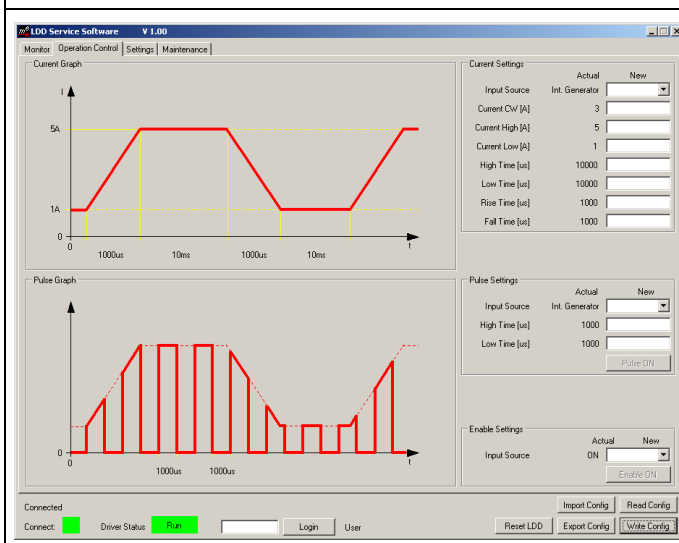 LDD Service Software V 1.00
Monitor Operation Control Settings Maintenance
Current Graph
I
5A
1A
0
0 t
1000us 10ms 1000us 10ms
Current Settings
Actual New
Input Source Int. Generator
Current CW [A] 3
Current High [A] 5
Current Low [A] 1
High Time [us] 10000
Low Time [us] 10000
Rise Time [us] 1000
Fall Time [us] 1000
Pulse Graph
0
0 t
1000us 1000us
Pulse Settings
Actual New
Input Source Int. Generator
High Time [us] 1000
Low Time [us] 1000
Pulse ON
Enable Settings
Actual New
Input Source ON
Enable ON
Connected
Import Config Read Config
Connect: Driver Status Run Login User Reset LDD Export Config Write Config